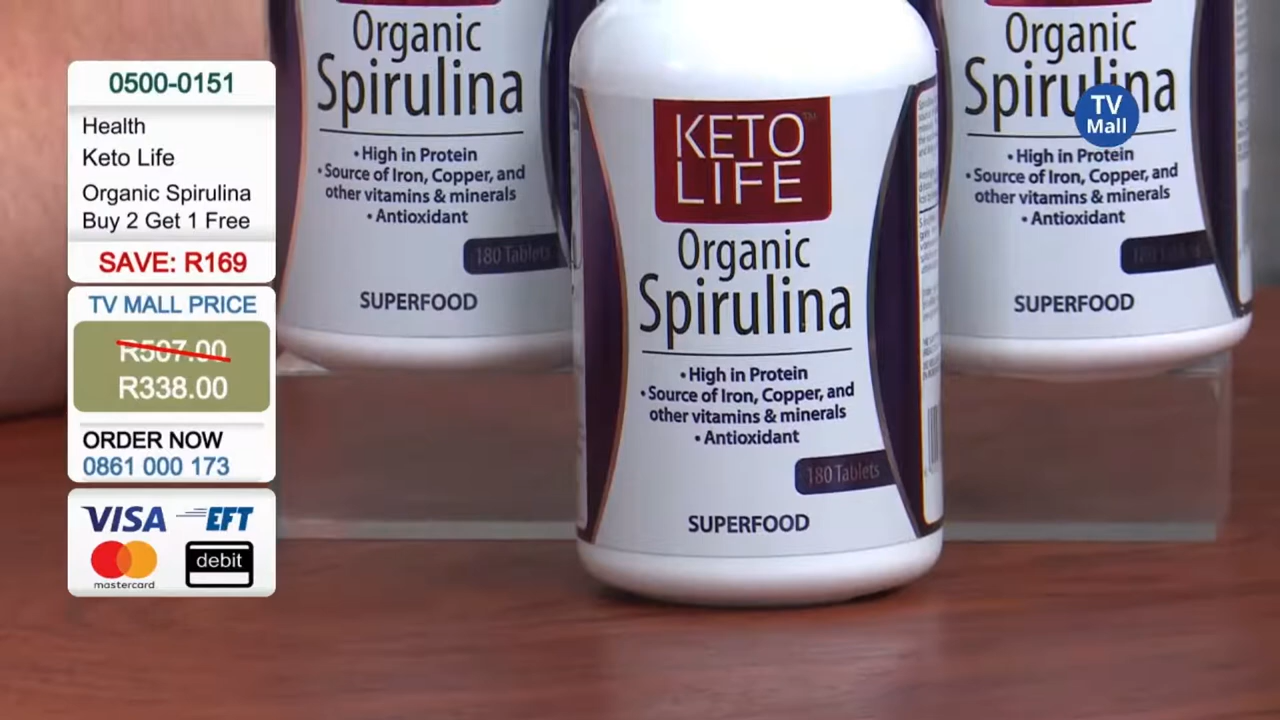 0500-0151
Health
Keto Life
Organic Spirulina
Buy 2 Get 1 Free
SAVE: R169
TV MALL PRICE
R507.00
R338.00
ORDER NOW
0861 000 173
VISA EFT
mastercard debit
Organic
Spirulina
• High in Protein
• Source of Iron, Copper, and
other vitamins & minerals
• Antioxidant
180 Tablets
SUPERFOOD
KETO
LIFE
TM
Organic
Spirulina
• High in Protein
• Source of Iron, Copper, and
other vitamins & minerals
• Antioxidant
180 Tablets
SUPERFOOD
Organic
Spirulina
• High in Protein
• Source of Iron, Copper, and
other vitamins & minerals
• Antioxidant
180 Tablets
SUPERFOOD
TV
Mall